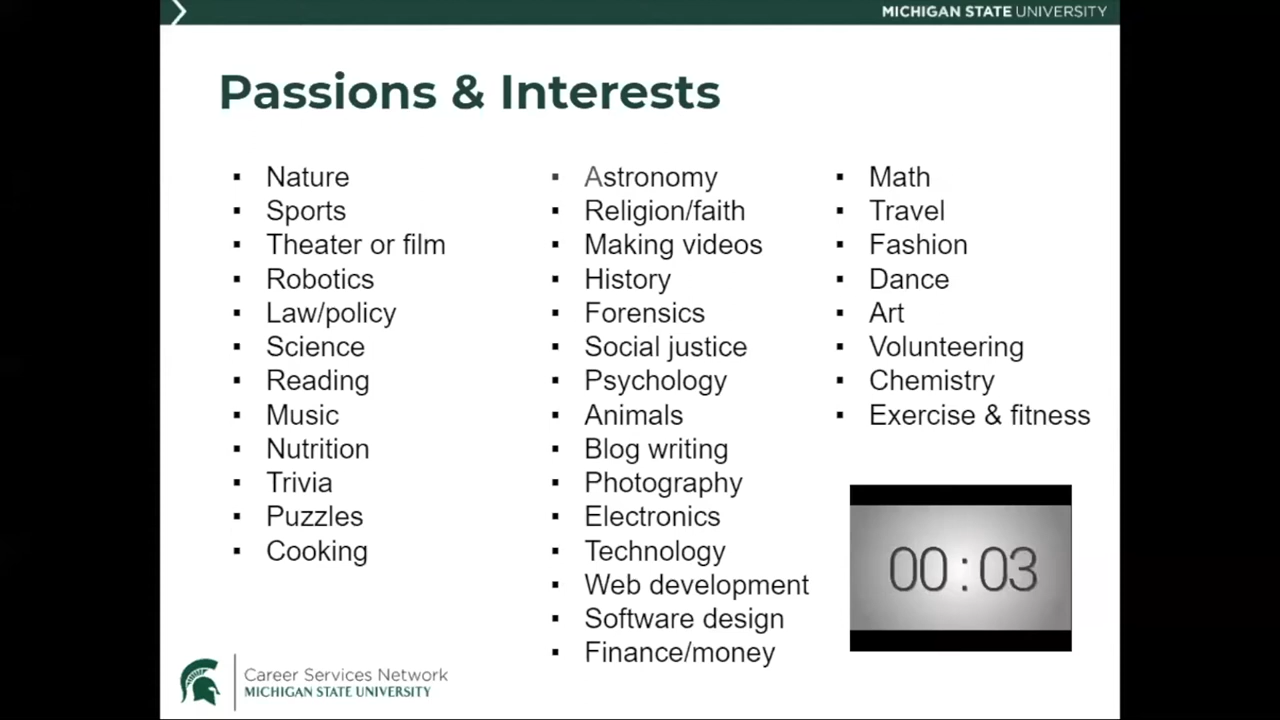 MICHIGAN STATE UNIVERSITY
Passions & Interests
▪ Nature
▪ Sports
▪ Theater or film
▪ Robotics
▪ Law/policy
▪ Science
▪ Reading
▪ Music
▪ Nutrition
▪ Trivia
▪ Puzzles
▪ Cooking
▪ Astronomy
▪ Religion/faith
▪ Making videos
▪ History
▪ Forensics
▪ Social justice
▪ Psychology
▪ Animals
▪ Blog writing
▪ Photography
▪ Electronics
▪ Technology
▪ Web development
▪ Software design
▪ Finance/money
▪ Math
▪ Travel
▪ Fashion
▪ Dance
▪ Art
▪ Volunteering
▪ Chemistry
▪ Exercise & fitness
00:03
Career Services Network
MICHIGAN STATE UNIVERSITY